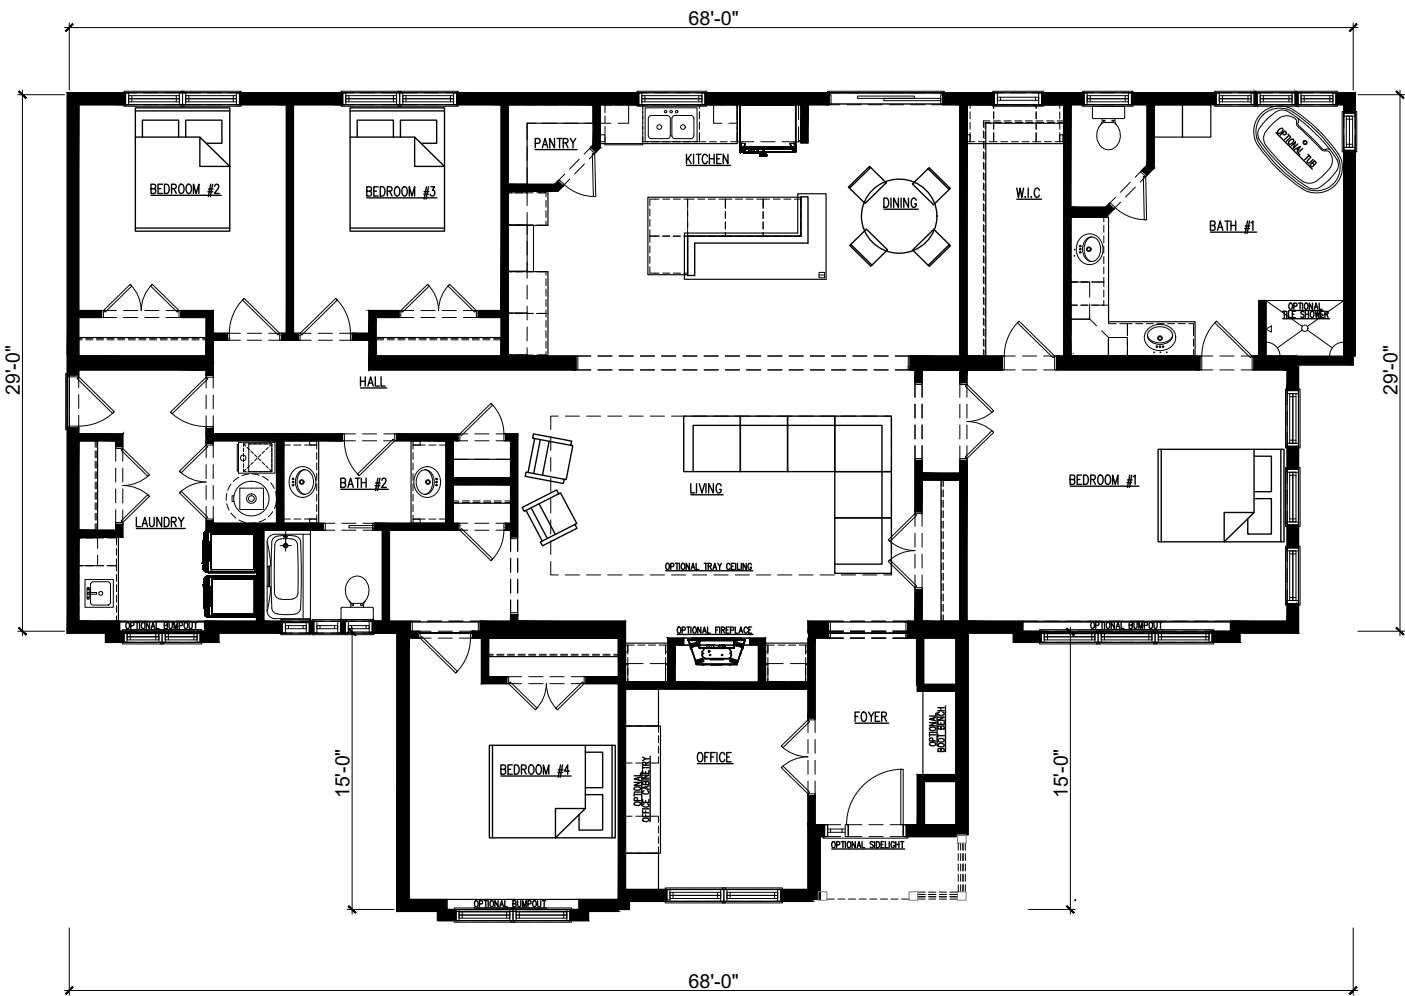 68'-0"
PANTRY
KITCHEN
OPTIONAL TUB
BEDROOM #2
BEDROOM #3
W.I.C
DINING
BATH #1
OPTIONAL
TILE SHOWER
29'-0"
29'-0"
HALL
BATH #2
LIVING
BEDROOM #1
LAUNDRY
OPTIONAL TRAY CEILING
OPTIONAL BUMPOUT
OPTIONAL FIREPLACE
OPTIONAL BUMPOUT
FOYER
OPTIONAL
BOOT BENCH
OFFICE
BEDROOM #4
15'-0"
15'-0"
OPTIONAL
OFFICE CABINETRY
OPTIONAL SIDELIGHT
OPTIONAL BUMPOUT
68'-0"